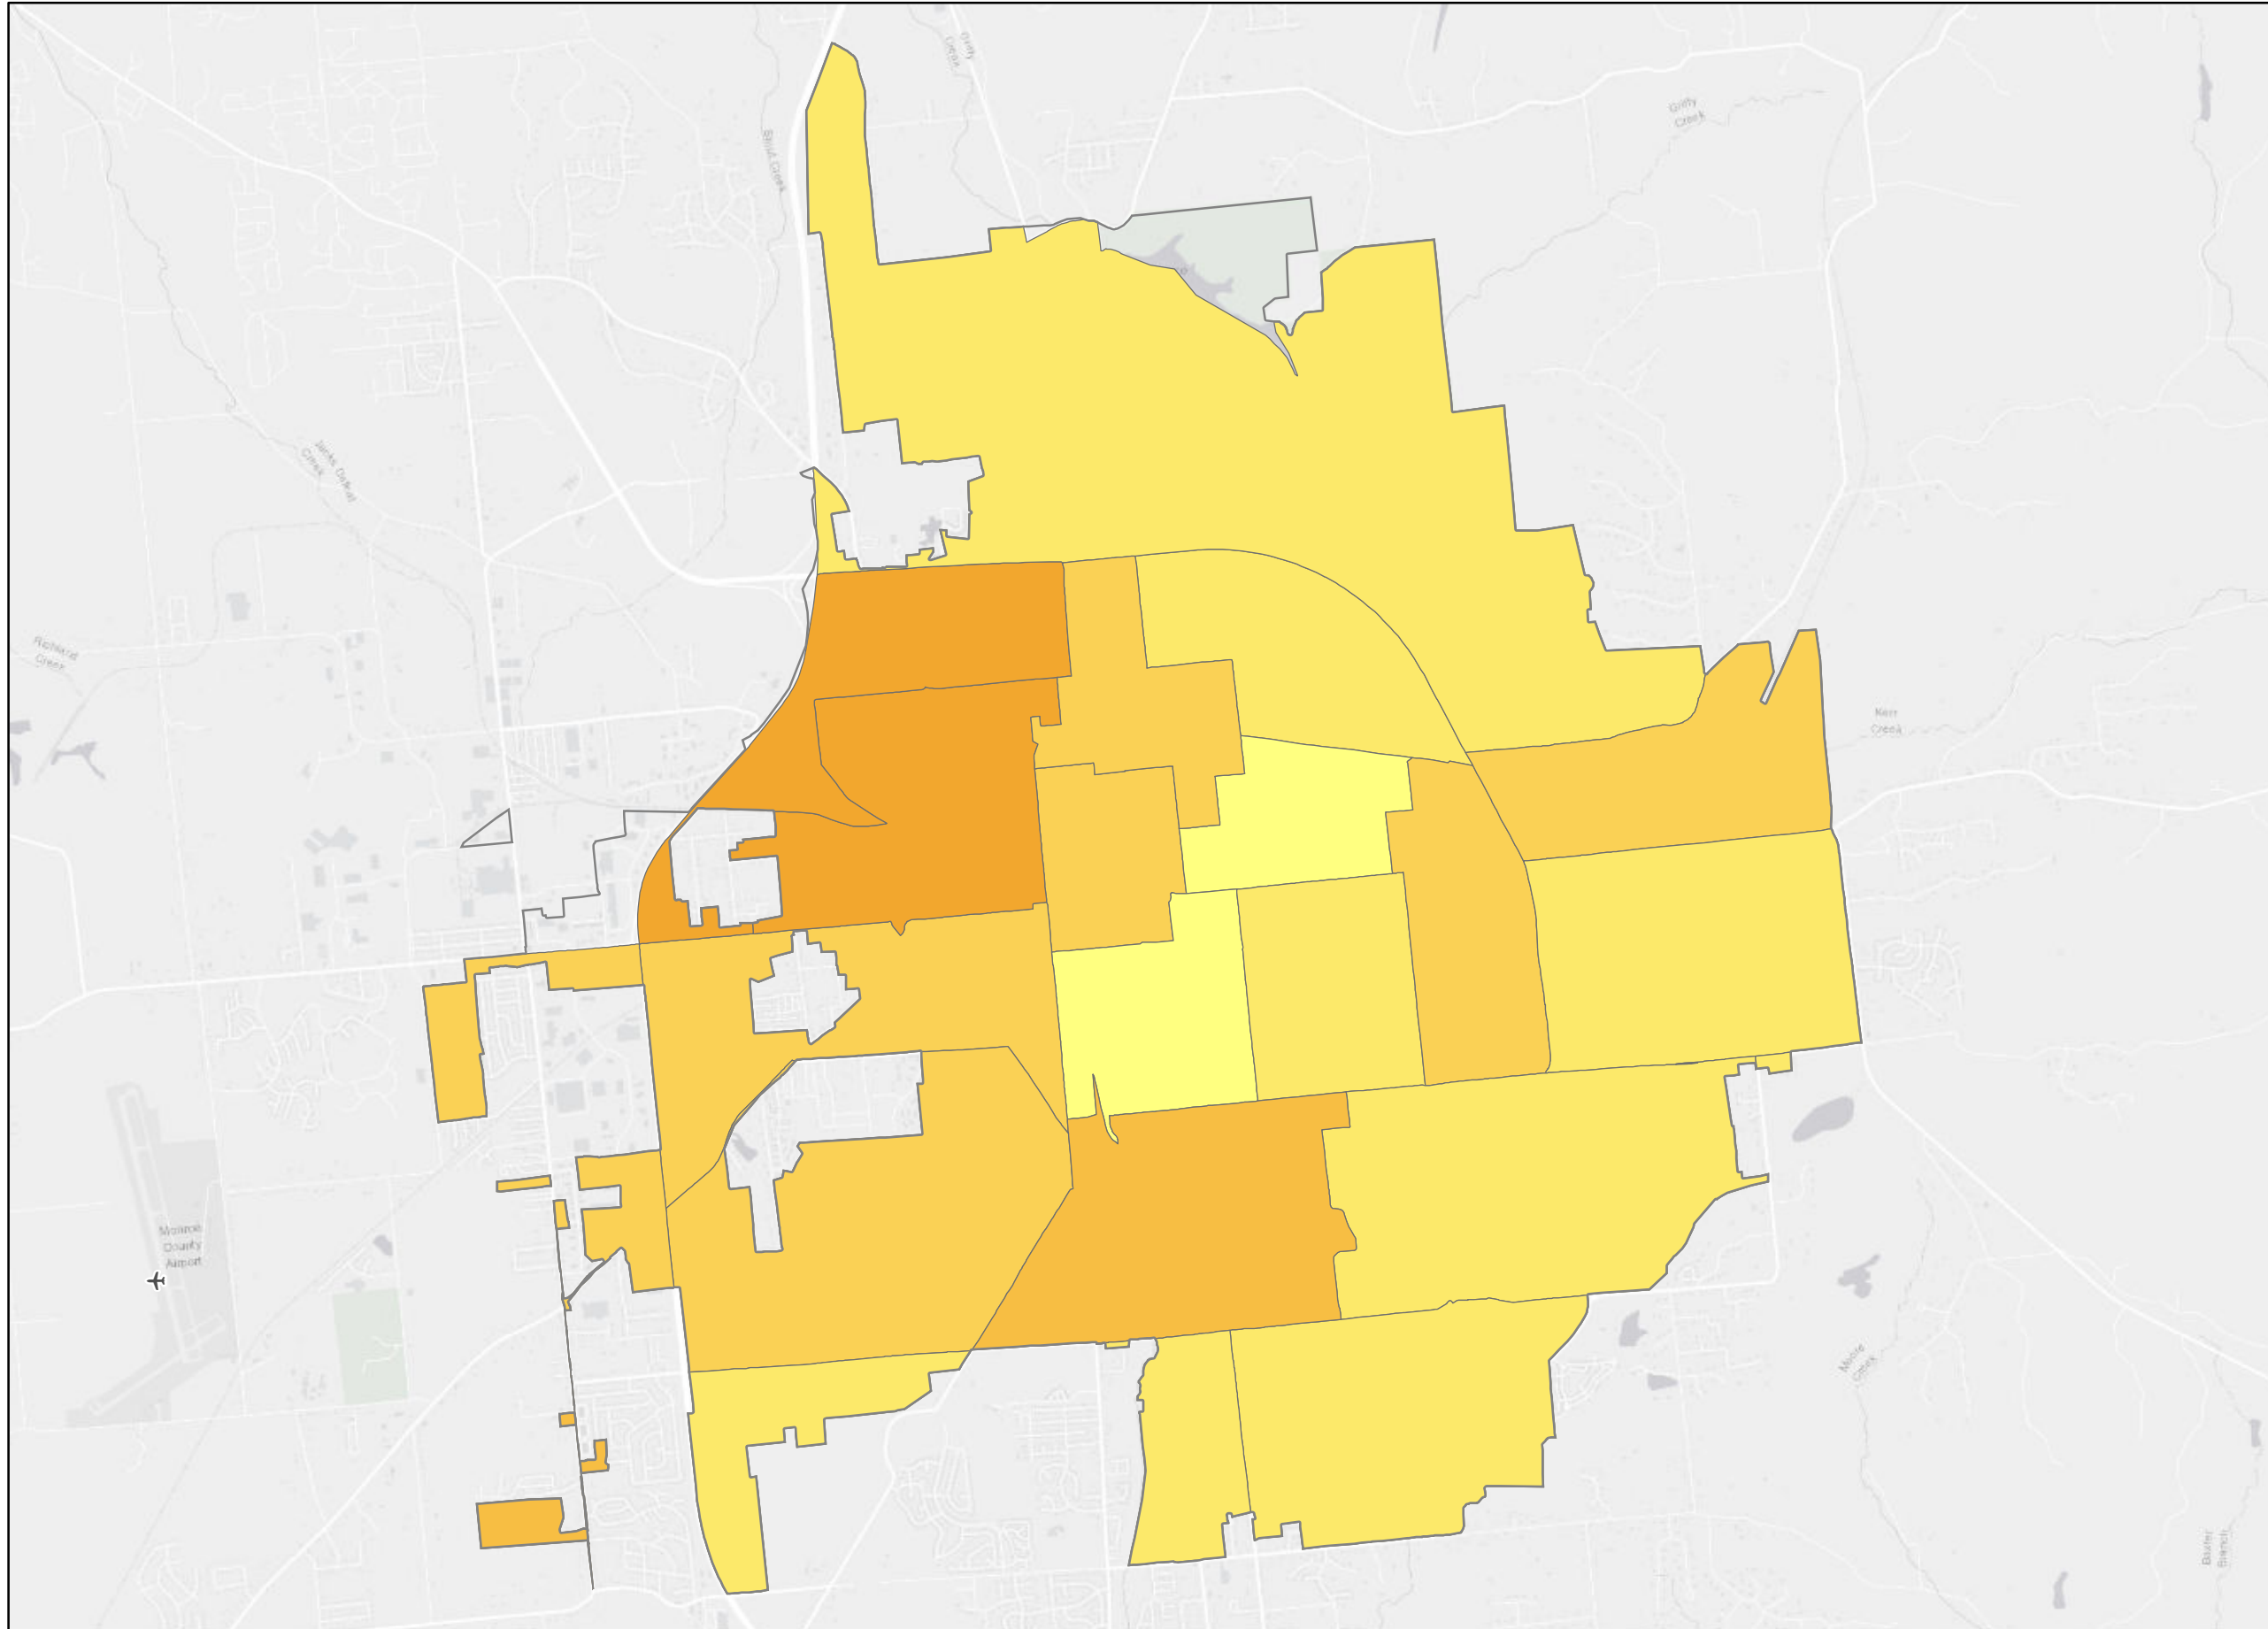 Griffy
Creek
Stout Creek
Griffy
Creek
Jacks Defeat
Creek
Richland
Creek
Kerr
Creek
Monroe
County
Airport
Moore
Creek
Baxter
Branch